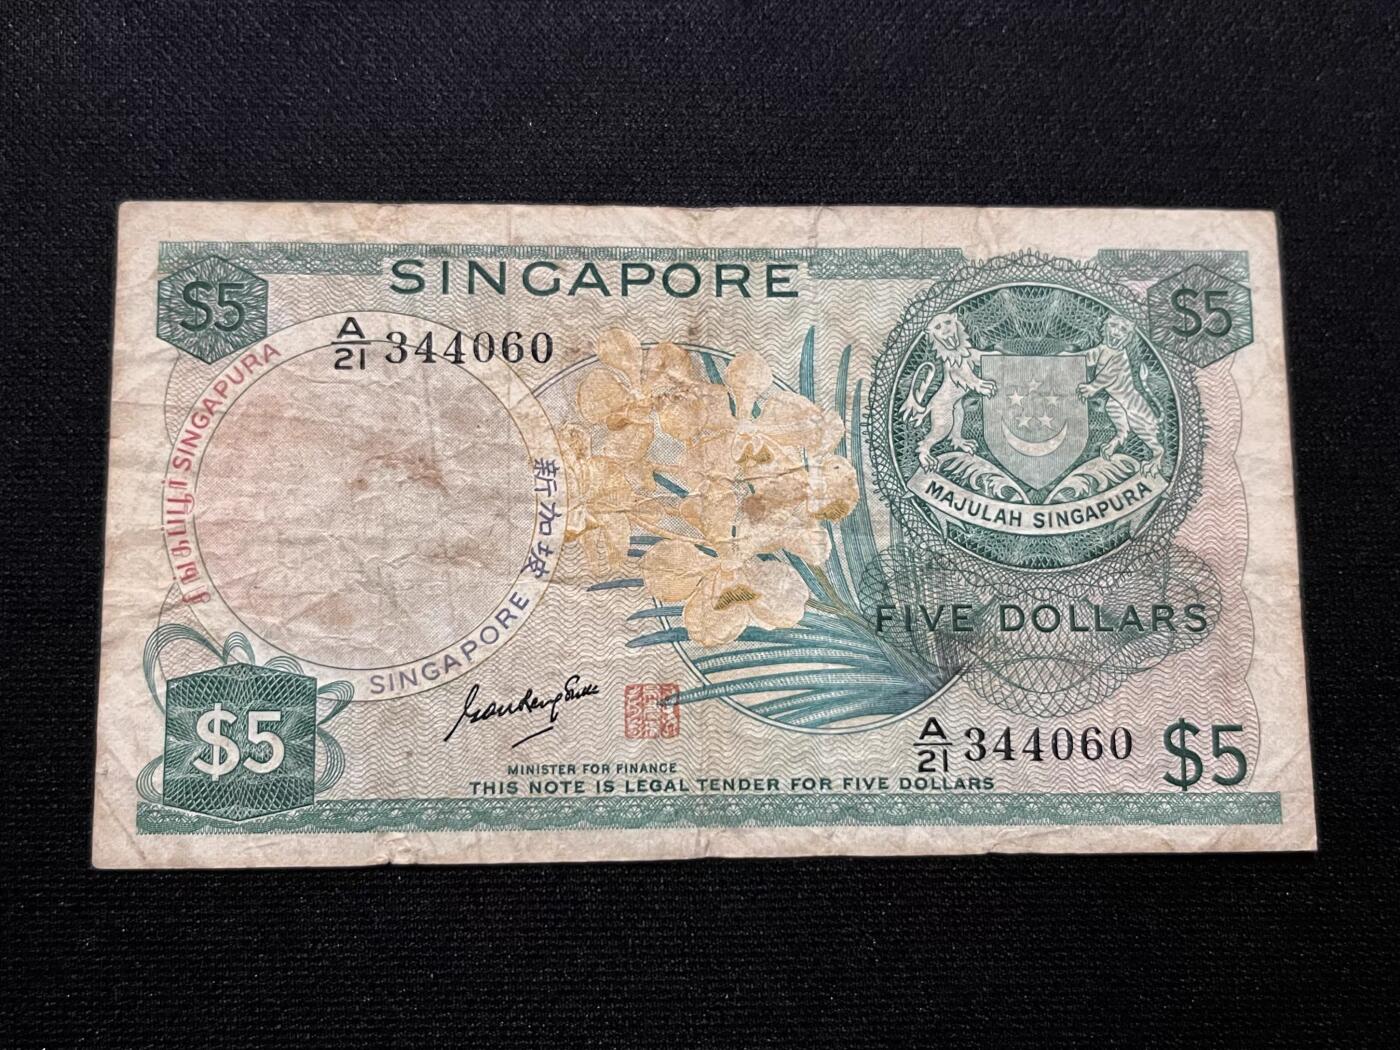 SINGAPORE
$5
$5
A/21 344060
சிங்கப்பூர் SINGAPURA
新加坡
SINGAPORE
MAJULAH SINGAPURA
FIVE DOLLARS
$5
MINISTER FOR FINANCE
THIS NOTE IS LEGAL TENDER FOR FIVE DOLLARS
A/21 344060
$5